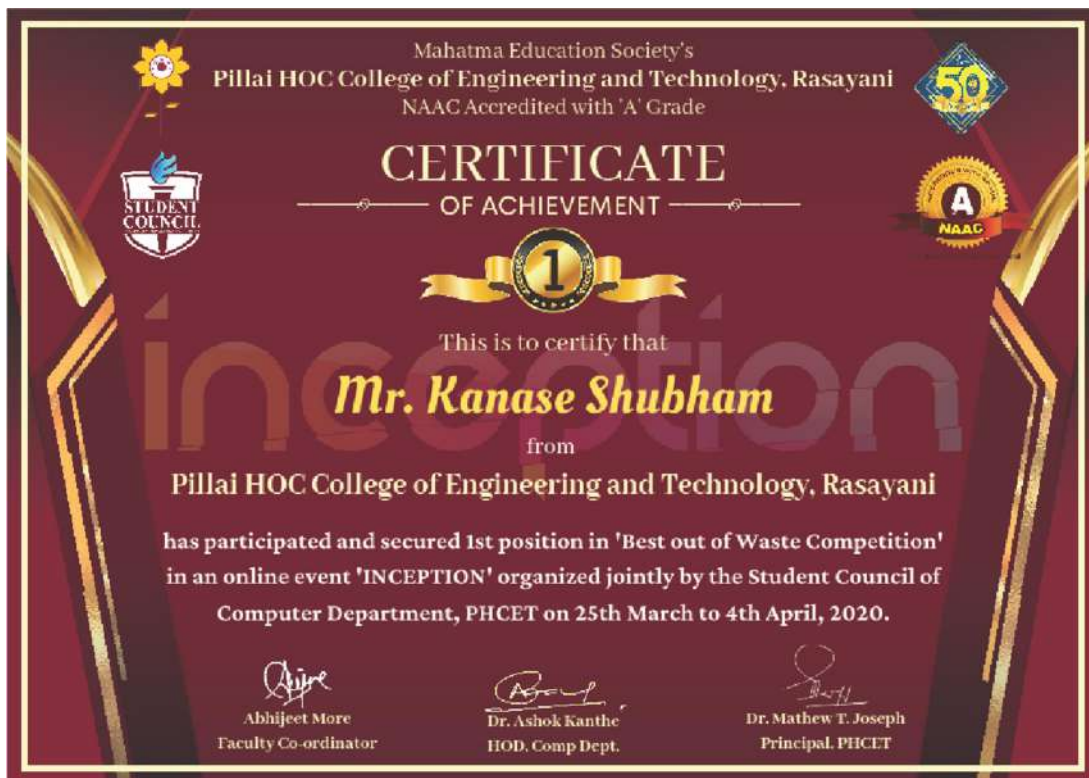 Mahatma Education Society's
Pillai HOC College of Engineering and Technology, Rasayani
NAAC Accredited with 'A' Grade
50
CERTIFICATE
OF ACHIEVEMENT
STUDENT
COUNCIL
A
NAAC
1
inception
This is to certify that
Mr. Kanase Shubham
from
Pillai HOC College of Engineering and Technology, Rasayani
has participated and secured 1st position in 'Best out of Waste Competition'
in an online event 'INCEPTION' organized jointly by the Student Council of
Computer Department, PHCET on 25th March to 4th April, 2020.
Abhijeet More
Faculty Co-ordinator
Dr. Ashok Kanthe
HOD. Comp Dept.
Dr. Mathew T. Joseph
Principal. PHCET